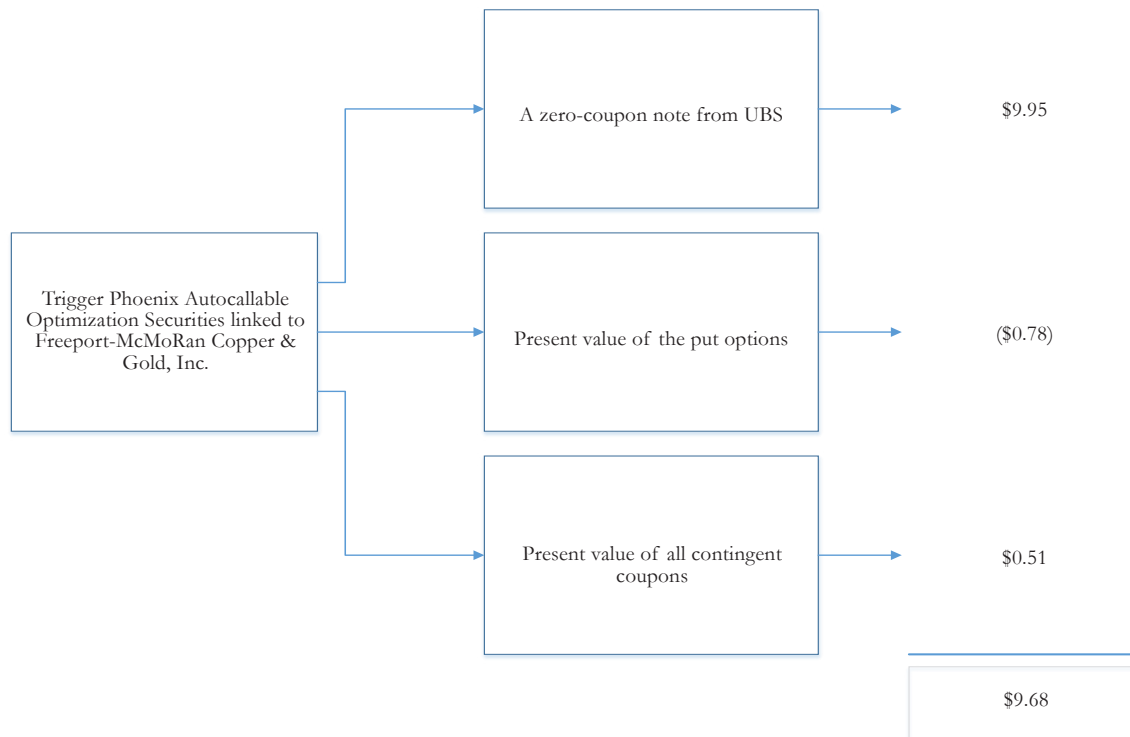 A zero-coupon note from UBS
$9.95
Trigger Phoenix Autocallable
Optimization Securities linked to
Freeport-McMoRan Copper &
Gold, Inc.
Present value of the put options
($0.78)
Present value of all contingent
coupons
$0.51
$9.68